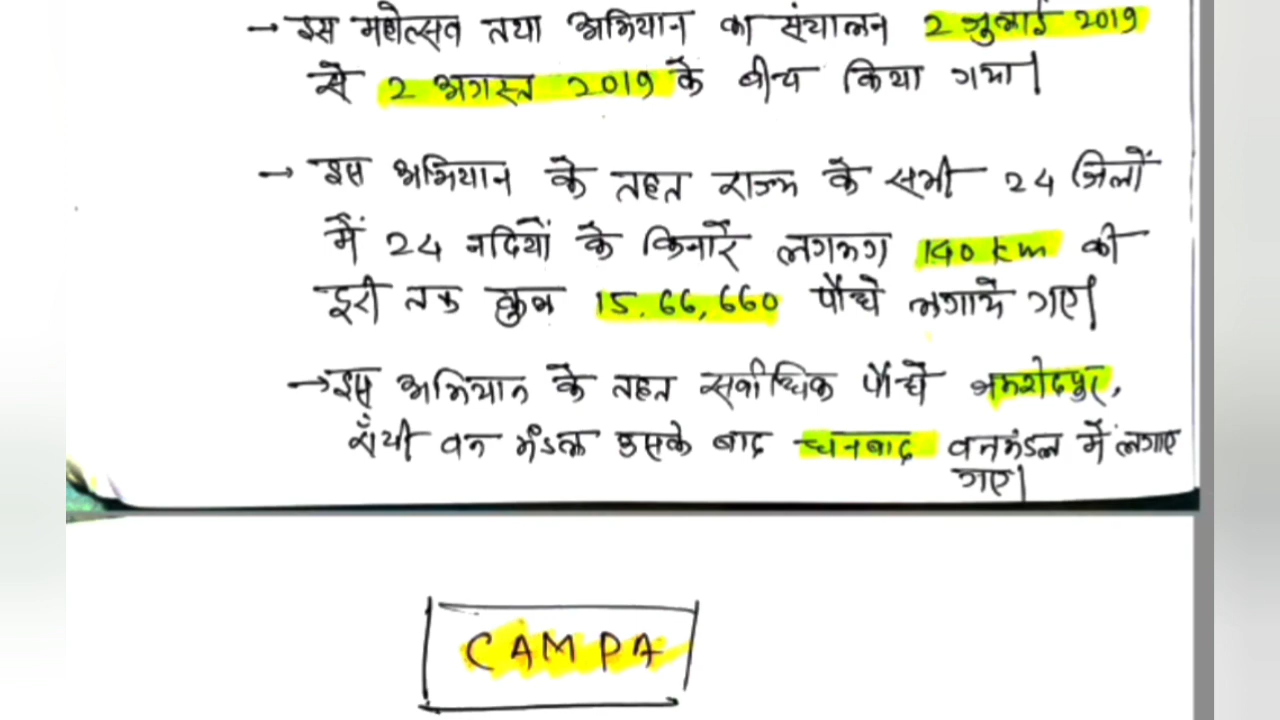 → इस महोत्सव तथा अभियान का संचालन 2 जुलाई 2019
से 2 अगस्त 2019 के बीच किया गया।
→ इस अभियान के तहत राज्य के सभी 24 जिलों
में 24 नदियों के किनारे लगभग 140 km की
दूरी तक कुल 15,66,660 पौधे लगाये गए।
→ इस अभियान के तहत सर्वाधिक पौधे जमशेदपुर,
राँची वन मंडल उसके बाद धनबाद वनमंडल में लगाए
गए।
CAMPA